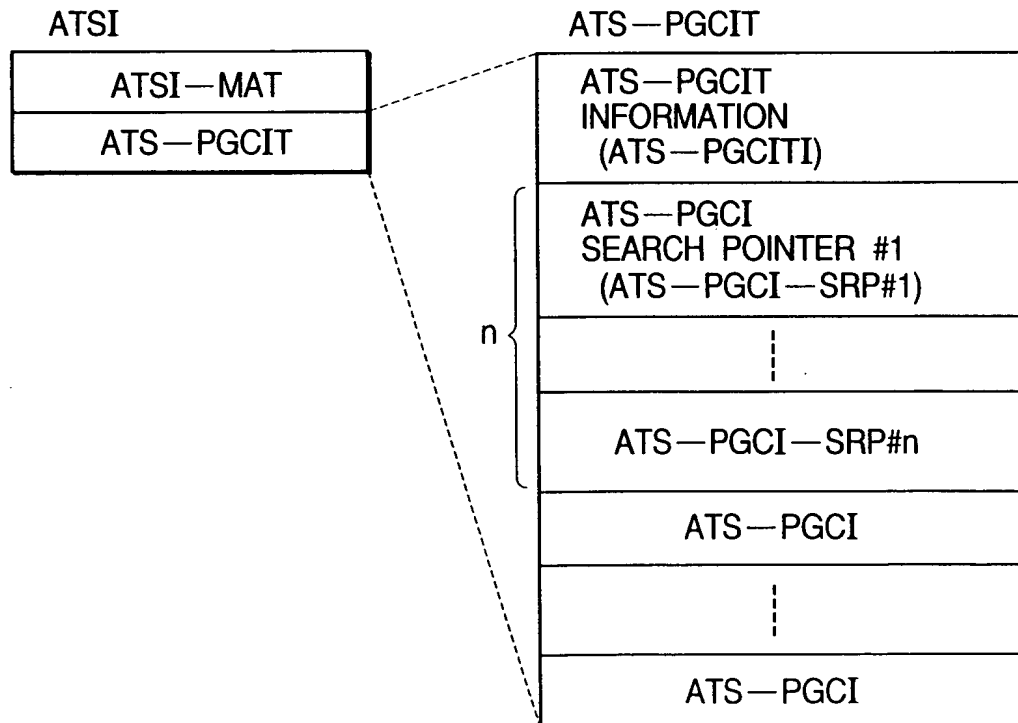 ATSI
ATSI—MAT
ATS—PGCIT
ATS—PGCIT
ATS—PGCIT
INFORMATION
(ATS—PGCITI)
ATS—PGCI
SEARCH POINTER #1
(ATS—PGCI—SRP#1)
n
ATS—PGCI—SRP#n
ATS—PGCI
ATS—PGCI